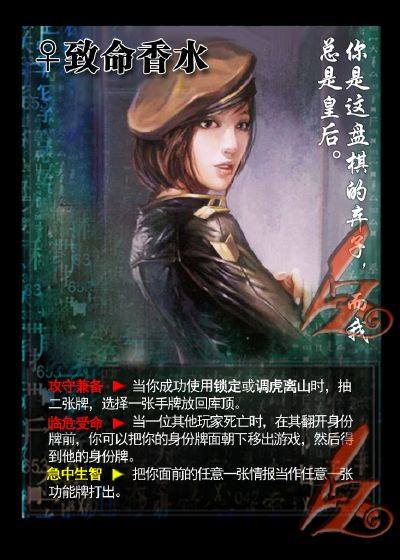 ♀致命香水
你是这盘棋的弃子，而我
总是皇后。
攻守兼备 ▶ 当你成功使用锁定或调虎离山时，抽
二张牌，选择一张手牌放回库顶。
临危受命 ▶ 当一位其他玩家死亡时，在其翻开身份
牌前，你可以把你的身份牌面朝下移出游戏，然后得
到他的身份牌。
急中生智 ▶ 把你面前的任意一张情报当作任意一张
功能牌打出。